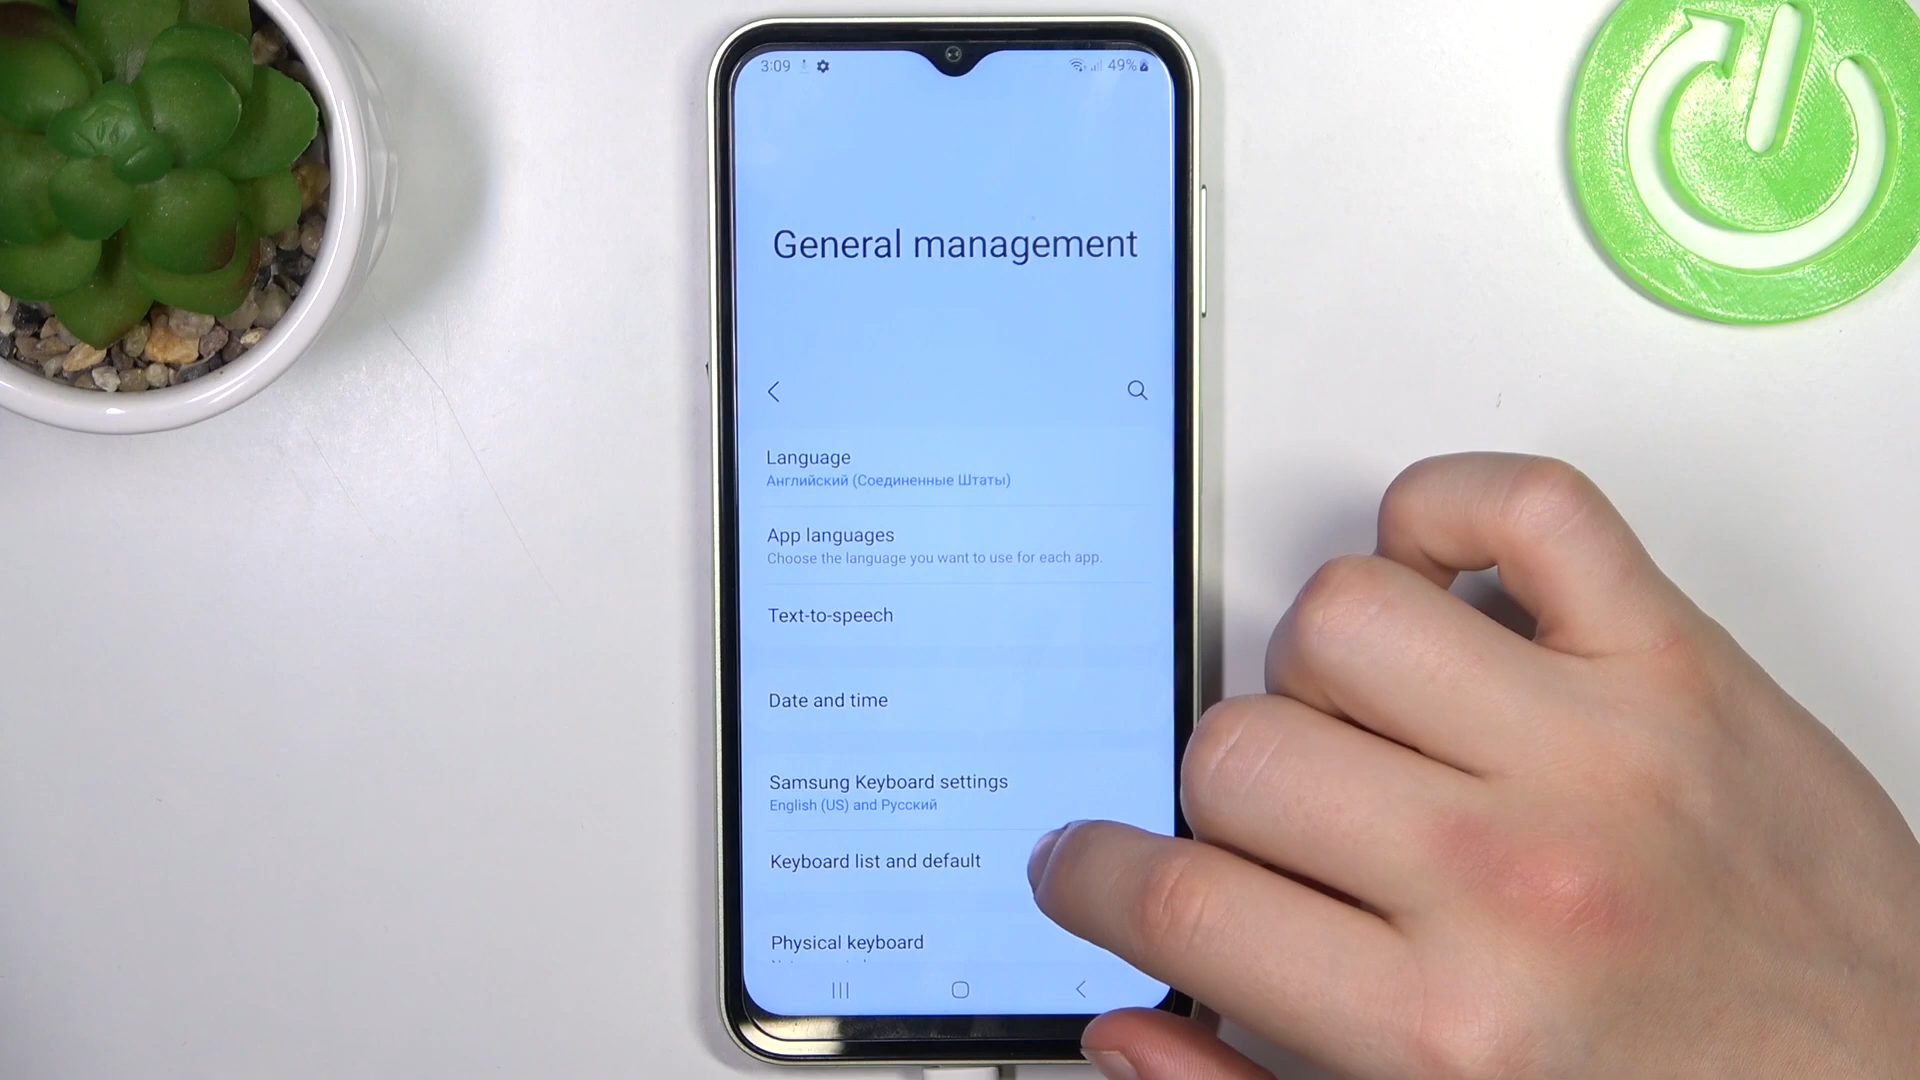 3:09
49%
General management
Language
Английский (Соединенные Штаты)
App languages
Choose the language you want to use for each app.
Text-to-speech
Date and time
Samsung Keyboard settings
English (US) and Русский
Keyboard list and default
Physical keyboard